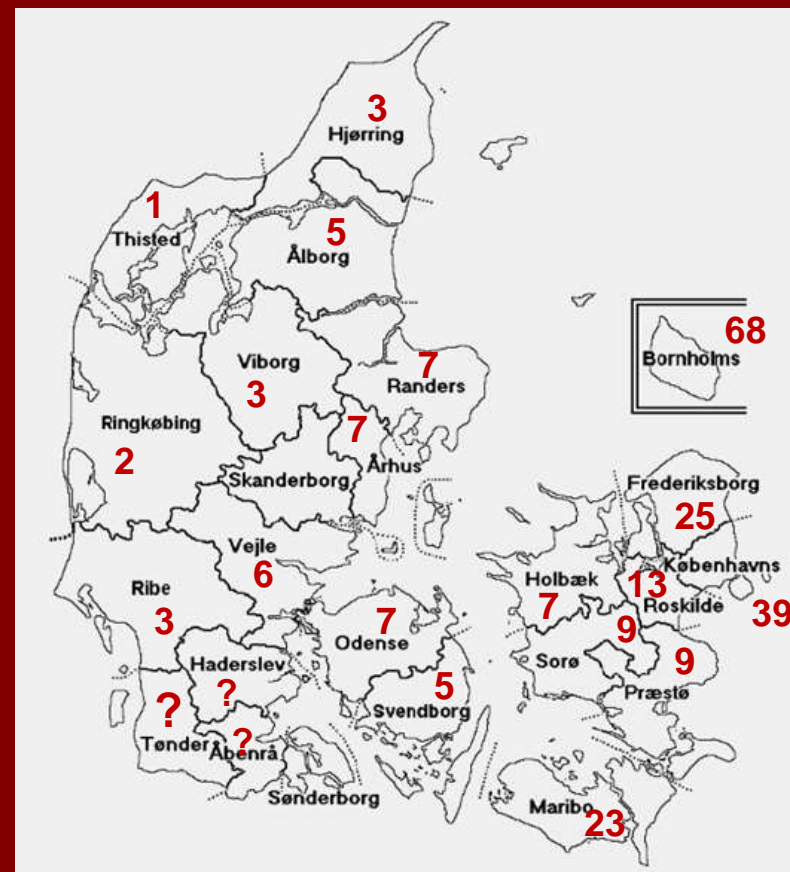 3
Hjørring
1
Thisted
5
Ålborg
68
Bornholms
Viborg
3
7
Randers
Ringkøbing
2
7
Århus
Skanderborg
Frederiksborg
25
Vejle
6
København​s
Holbæk
7
13
Roskilde
39
Ribe
3
7
Odense
9
Sorø
9
Præstø
Haderslev
?
5
Svendborg
?
Tønder
?
Åbenrå
Sønderborg
Maribo
23